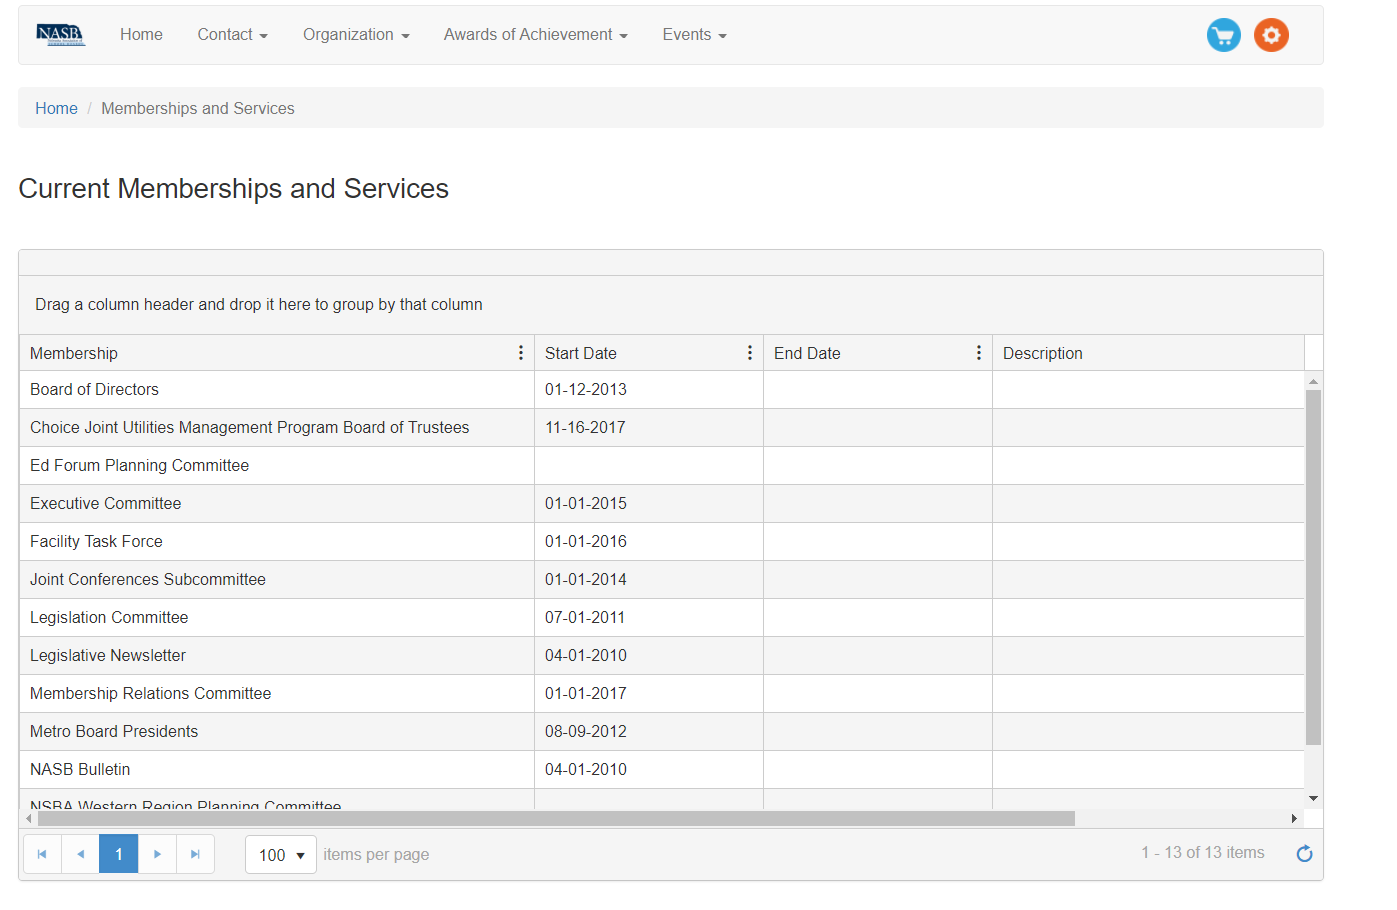 NASB
Home Contact Organization Awards of Achievement Events
Home / Memberships and Services
Current Memberships and Services
Drag a column header and drop it here to group by that column
Membership Start Date End Date Description
Board of Directors 01-12-2013
Choice Joint Utilities Management Program Board of Trustees 11-16-2017
Ed Forum Planning Committee
Executive Committee 01-01-2015
Facility Task Force 01-01-2016
Joint Conferences Subcommittee 01-01-2014
Legislation Committee 07-01-2011
Legislative Newsletter 04-01-2010
Membership Relations Committee 01-01-2017
Metro Board Presidents 08-09-2012
NASB Bulletin 04-01-2010
NSBA Western Region Planning Committee
1 100 items per page 1 - 13 of 13 items